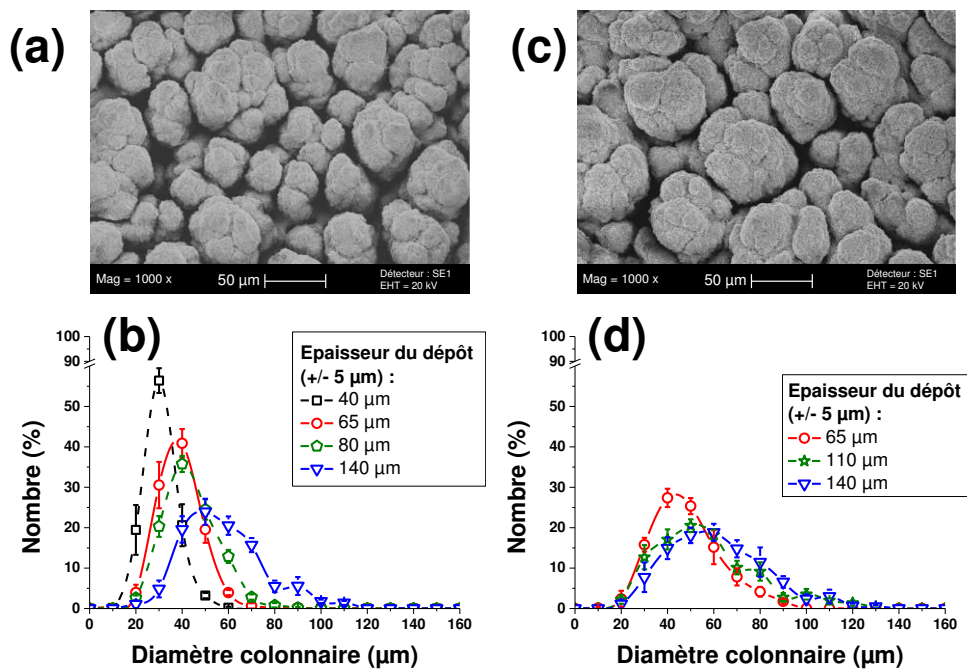 (a)
Mag = 1000 x
50 µm
Détecteur : SE1
EHT = 20 kV
(c)
Mag = 1000 x
50 µm
Détecteur : SE1
EHT = 20 kV
(b)
Nombre (%)
100
90
50
40
30
20
10
0
Epaisseur du dépôt
(+/- 5 µm) :
40 µm
65 µm
80 µm
140 µm
0 20 40 60 80 100 120 140 160
Diamètre colonnaire (µm)
(d)
Nombre (%)
100
90
50
40
30
20
10
0
Epaisseur du dépôt
(+/- 5 µm) :
65 µm
110 µm
140 µm
0 20 40 60 80 100 120 140 160
Diamètre colonnaire (µm)